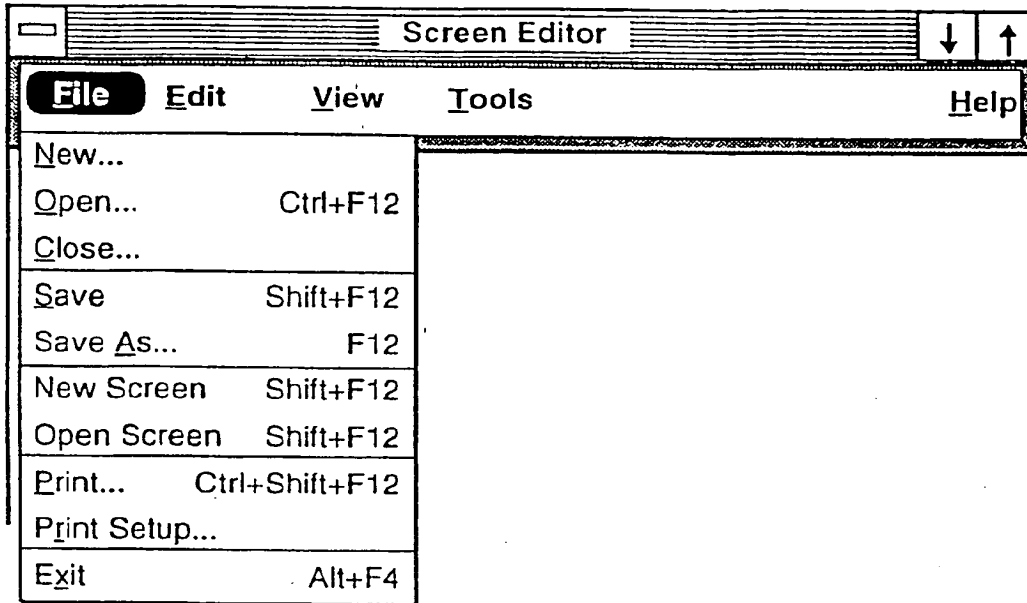 Screen Editor
File Edit View Tools Help
New...
Open... Ctrl+F12
Close...
Save Shift+F12
Save As... F12
New Screen Shift+F12
Open Screen Shift+F12
Print... Ctrl+Shift+F12
Print Setup...
Exit Alt+F4